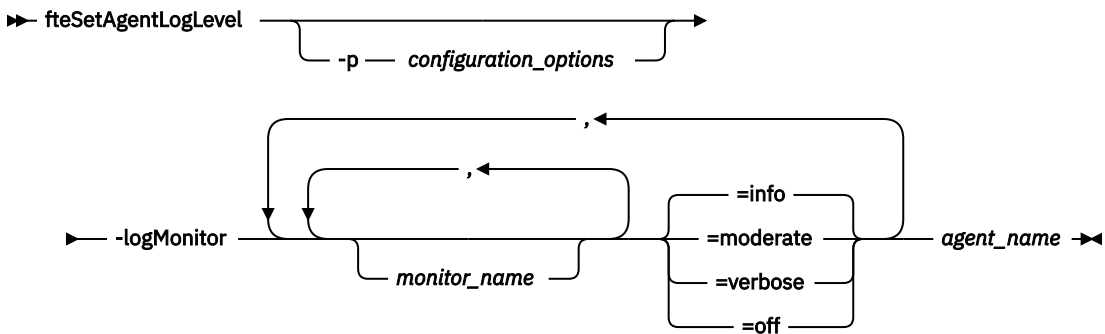 fteSetAgentLogLevel
-p configuration_options
,
,
=info
-logMonitor =moderate agent_name
monitor_name
=verbose
=off